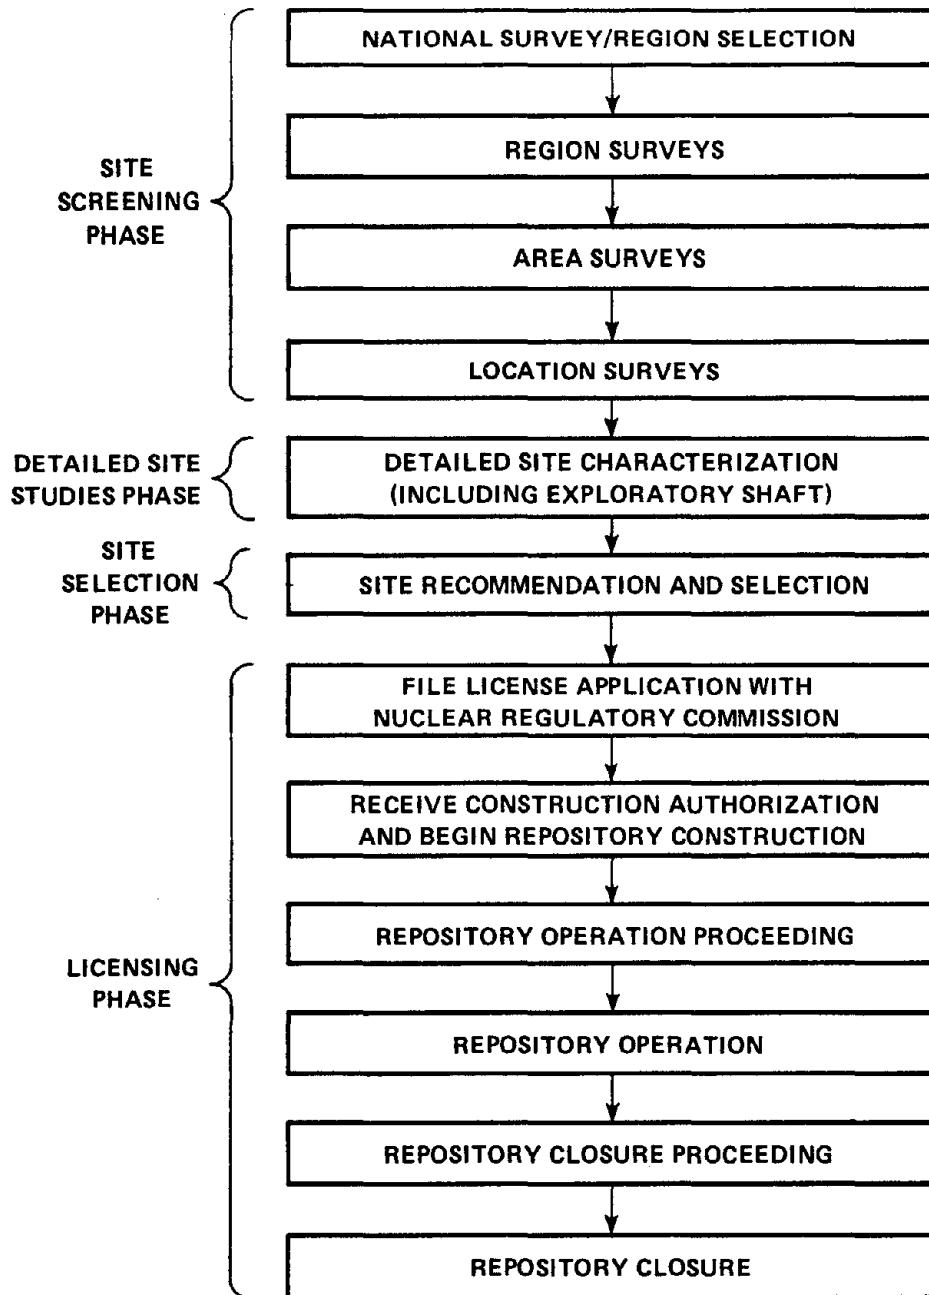 NATIONAL SURVEY/REGION SELECTION
REGION SURVEYS
SITE
SCREENING
PHASE
AREA SURVEYS
LOCATION SURVEYS
DETAILED SITE
STUDIES PHASE
DETAILED SITE CHARACTERIZATION
(INCLUDING EXPLORATORY SHAFT)
SITE
SELECTION
PHASE
SITE RECOMMENDATION AND SELECTION
FILE LICENSE APPLICATION WITH
NUCLEAR REGULATORY COMMISSION
RECEIVE CONSTRUCTION AUTHORIZATION
AND BEGIN REPOSITORY CONSTRUCTION
REPOSITORY OPERATION PROCEEDING
LICENSING
PHASE
REPOSITORY OPERATION
REPOSITORY CLOSURE PROCEEDING
REPOSITORY CLOSURE